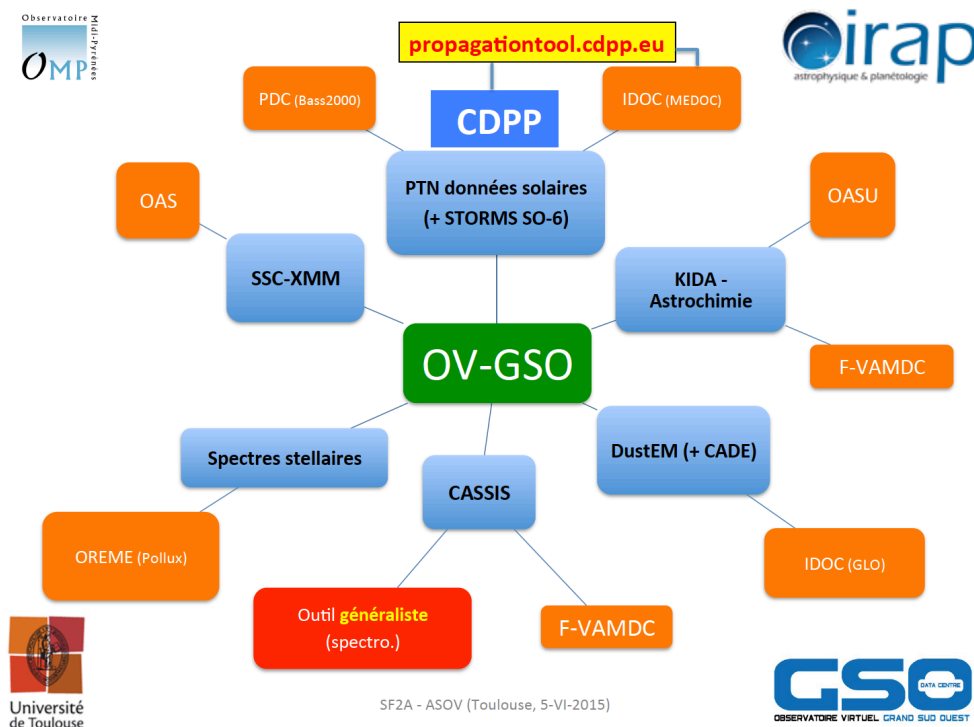 Observatoire
Midi-Pyrénées
OMP
propagationtool.cdpp.eu
irap
astrophysique & planétologie
PDC (Bass2000)
CDPP
IDOC (MEDOC)
PTN données solaires
(+ STORMS SO-6)
OAS
OASU
SSC-XMM
KIDA -
Astrochimie
OV-GSO
F-VAMDC
Spectres stellaires
DustEM (+ CADE)
CASSIS
OREME (Pollux)
IDOC (GLO)
Outil généraliste
(spectro.)
F-VAMDC
Université
de Toulouse
SF2A - ASOV (Toulouse, 5-VI-2015)
GSO
DATA CENTRE
OBSERVATOIRE VIRTUEL GRAND SUD OUEST